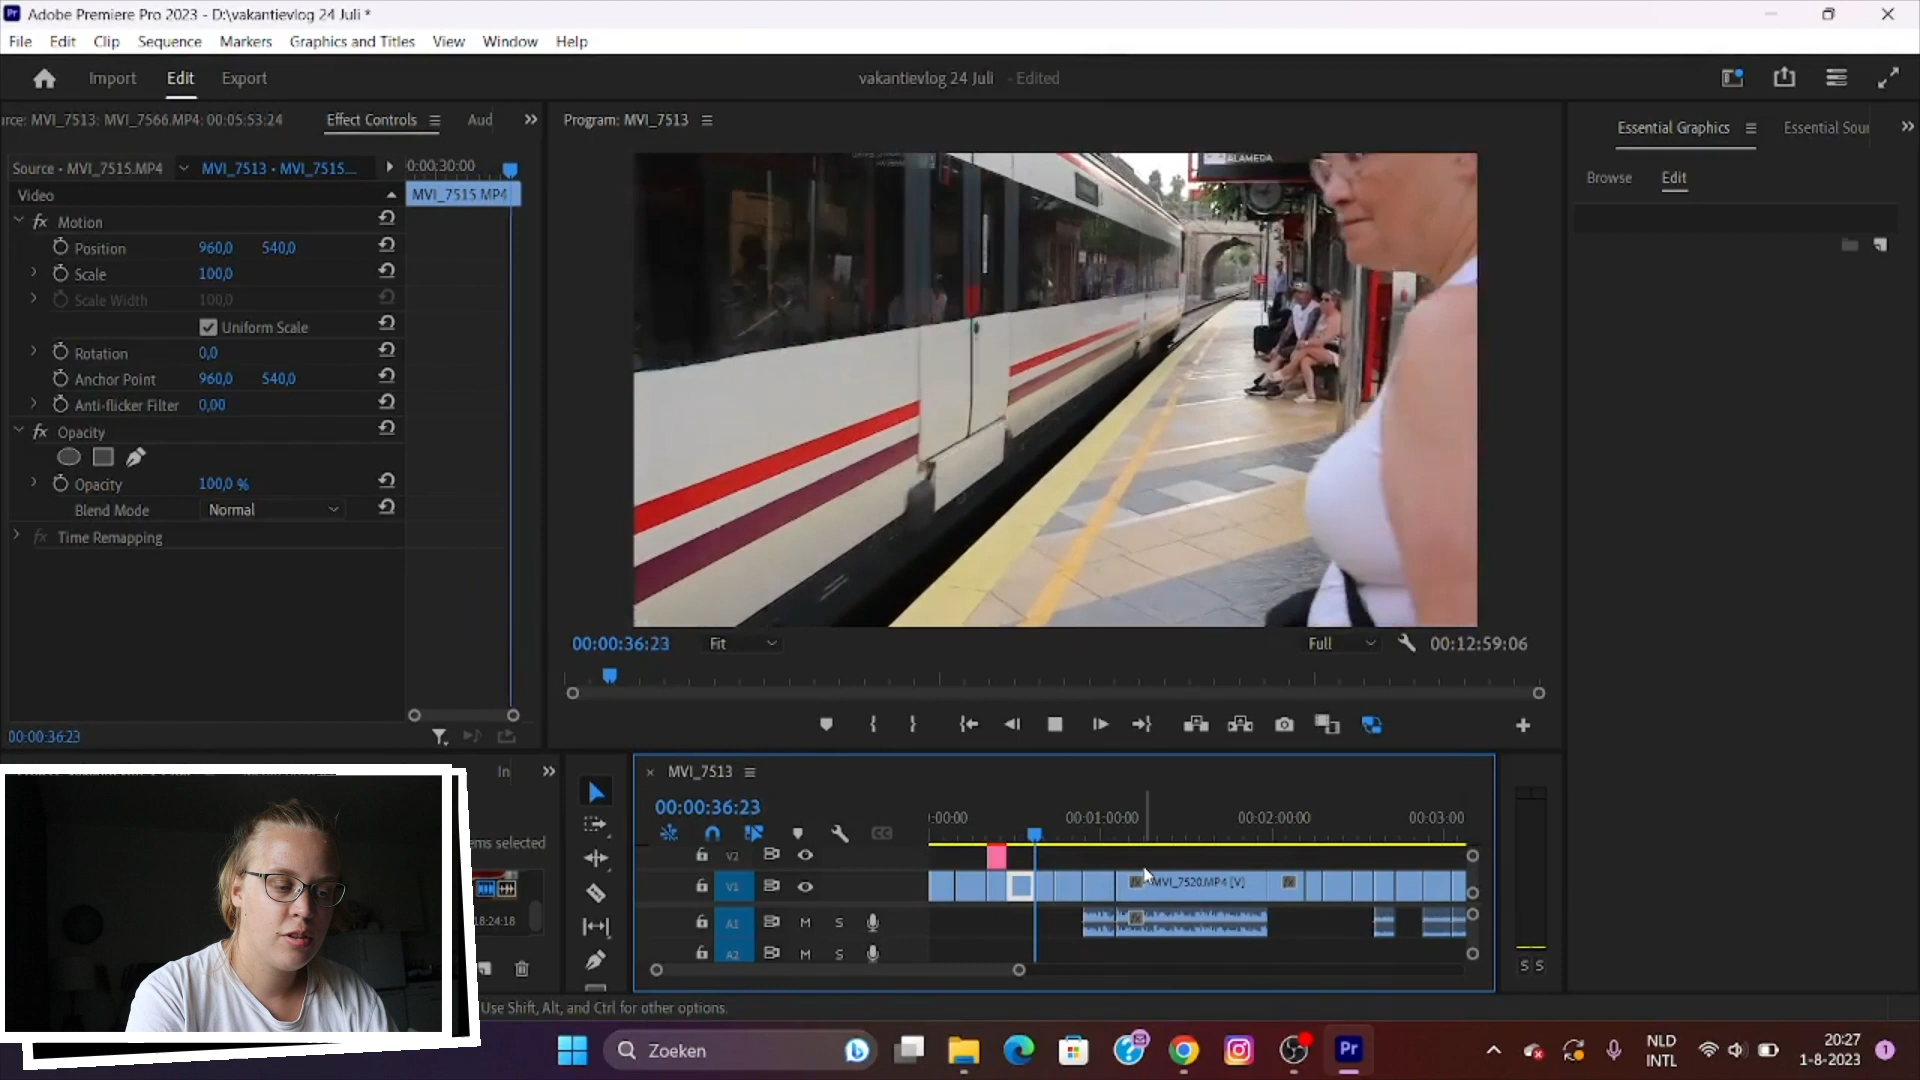 Pr Adobe Premiere Pro 2023 - D:\vakantievlog 24 Juli *
File Edit Clip Sequence Markers Graphics and Titles View Window Help
Import Edit Export vakantievlog 24 Juli - Edited
rce: MVI_7513: MVI_7566.MP4: 00:05:53:24 Effect Controls Aud
Program: MVI_7513
Essential Graphics Essential Sour
Browse Edit
Source - MVI_7515.MP4 MVI_7513 - MVI_7515... 0:00:30:00
Video MVI_7515.MP4
fx Motion
Position 960,0 540,0
Scale 100,0
Scale Width 100,0
Uniform Scale
Rotation 0,0
Anchor Point 960,0 540,0
Anti-flicker Filter 0,00
fx Opacity
Opacity 100,0 %
Blend Mode Normal
fx Time Remapping
00:00:36:23
ALAMEDA
00:00:36:23 Fit Full 00:12:59:06
In
ems selected
18:24:18
MVI_7513
00:00:36:23
:00:00 00:01:00:00 00:02:00:00 00:03:00
V2
V1 MVI_7520.MP4 [V]
A1 M S
A2 M S
S S
Use Shift, Alt, and Ctrl for other options.
Zoeken
Pr
NLD
INTL
20:27
1-8-2023
1